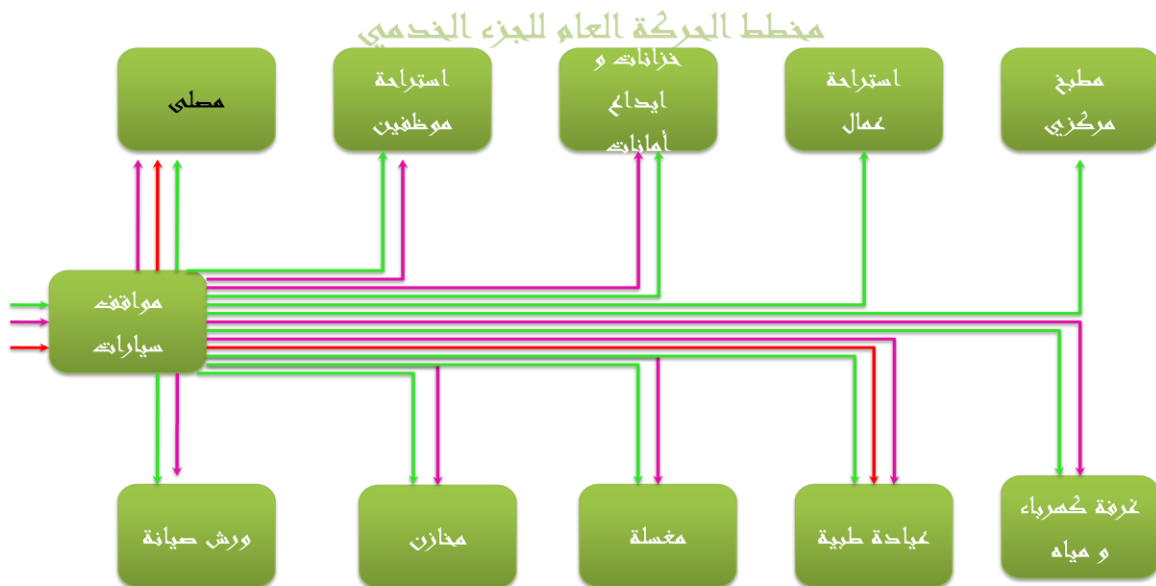 مخطط الحركة العام للجزء الخدمي
مطبخ
مركزي
استراحة
عمال
خزانات و
ايداع
أمانات
استراحة
موظفين
مصلى
مواقف
سيارات
غرفة كهرباء
و مياه
عيادة طبية
مغسلة
مخازن
ورش صيانة